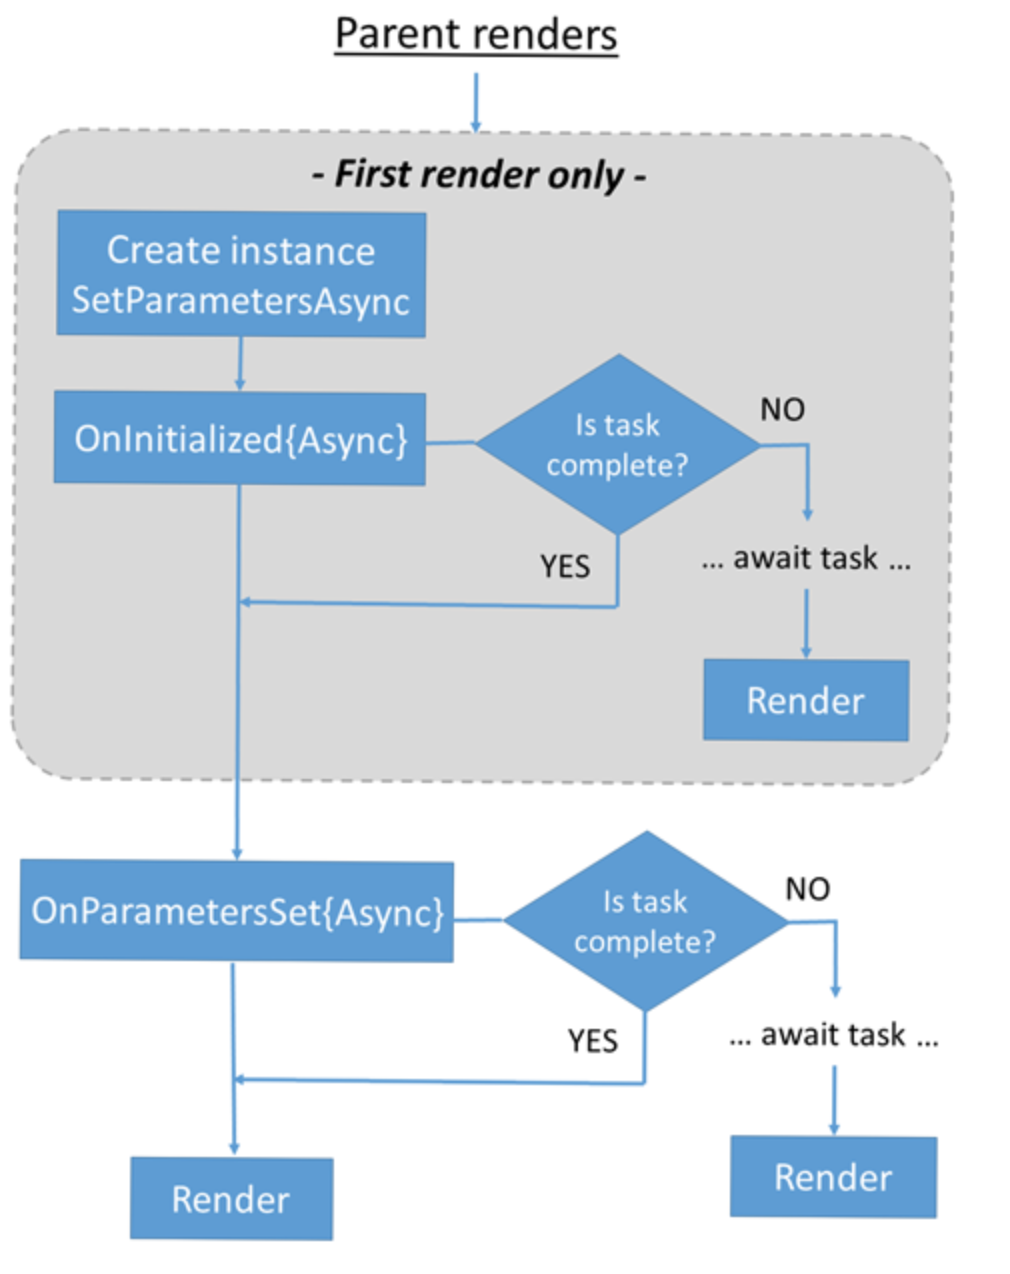 Parent renders
- First render only -
Create instance
SetParametersAsync
OnInitialized{Async}
Is task
complete?
NO
YES
... await task ...
Render
OnParametersSet{Async}
Is task
complete?
NO
YES
... await task ...
Render
Render